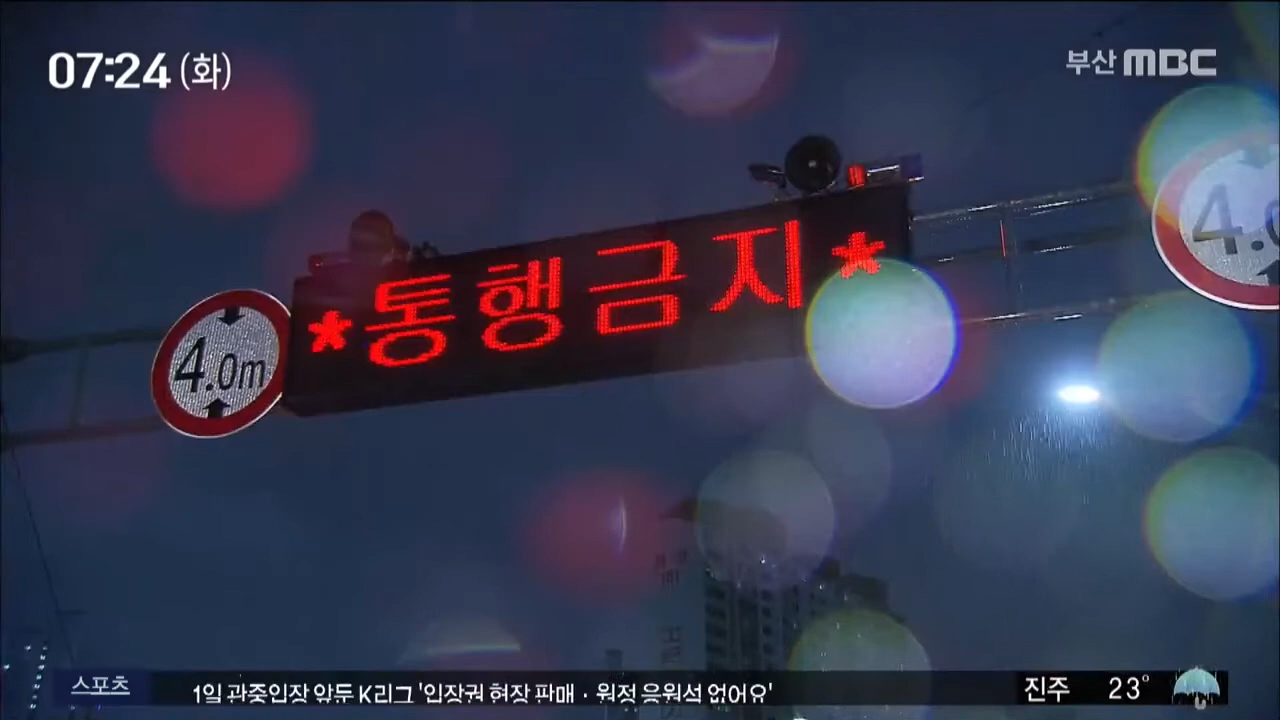 07:24 (화)
부산 MBC
*통행금지*
4.0m
4.0
스포츠
1일 관중입장 앞둔 K리그 '입장권 현장 판매·원정 응원석 없어요'
진주 23°